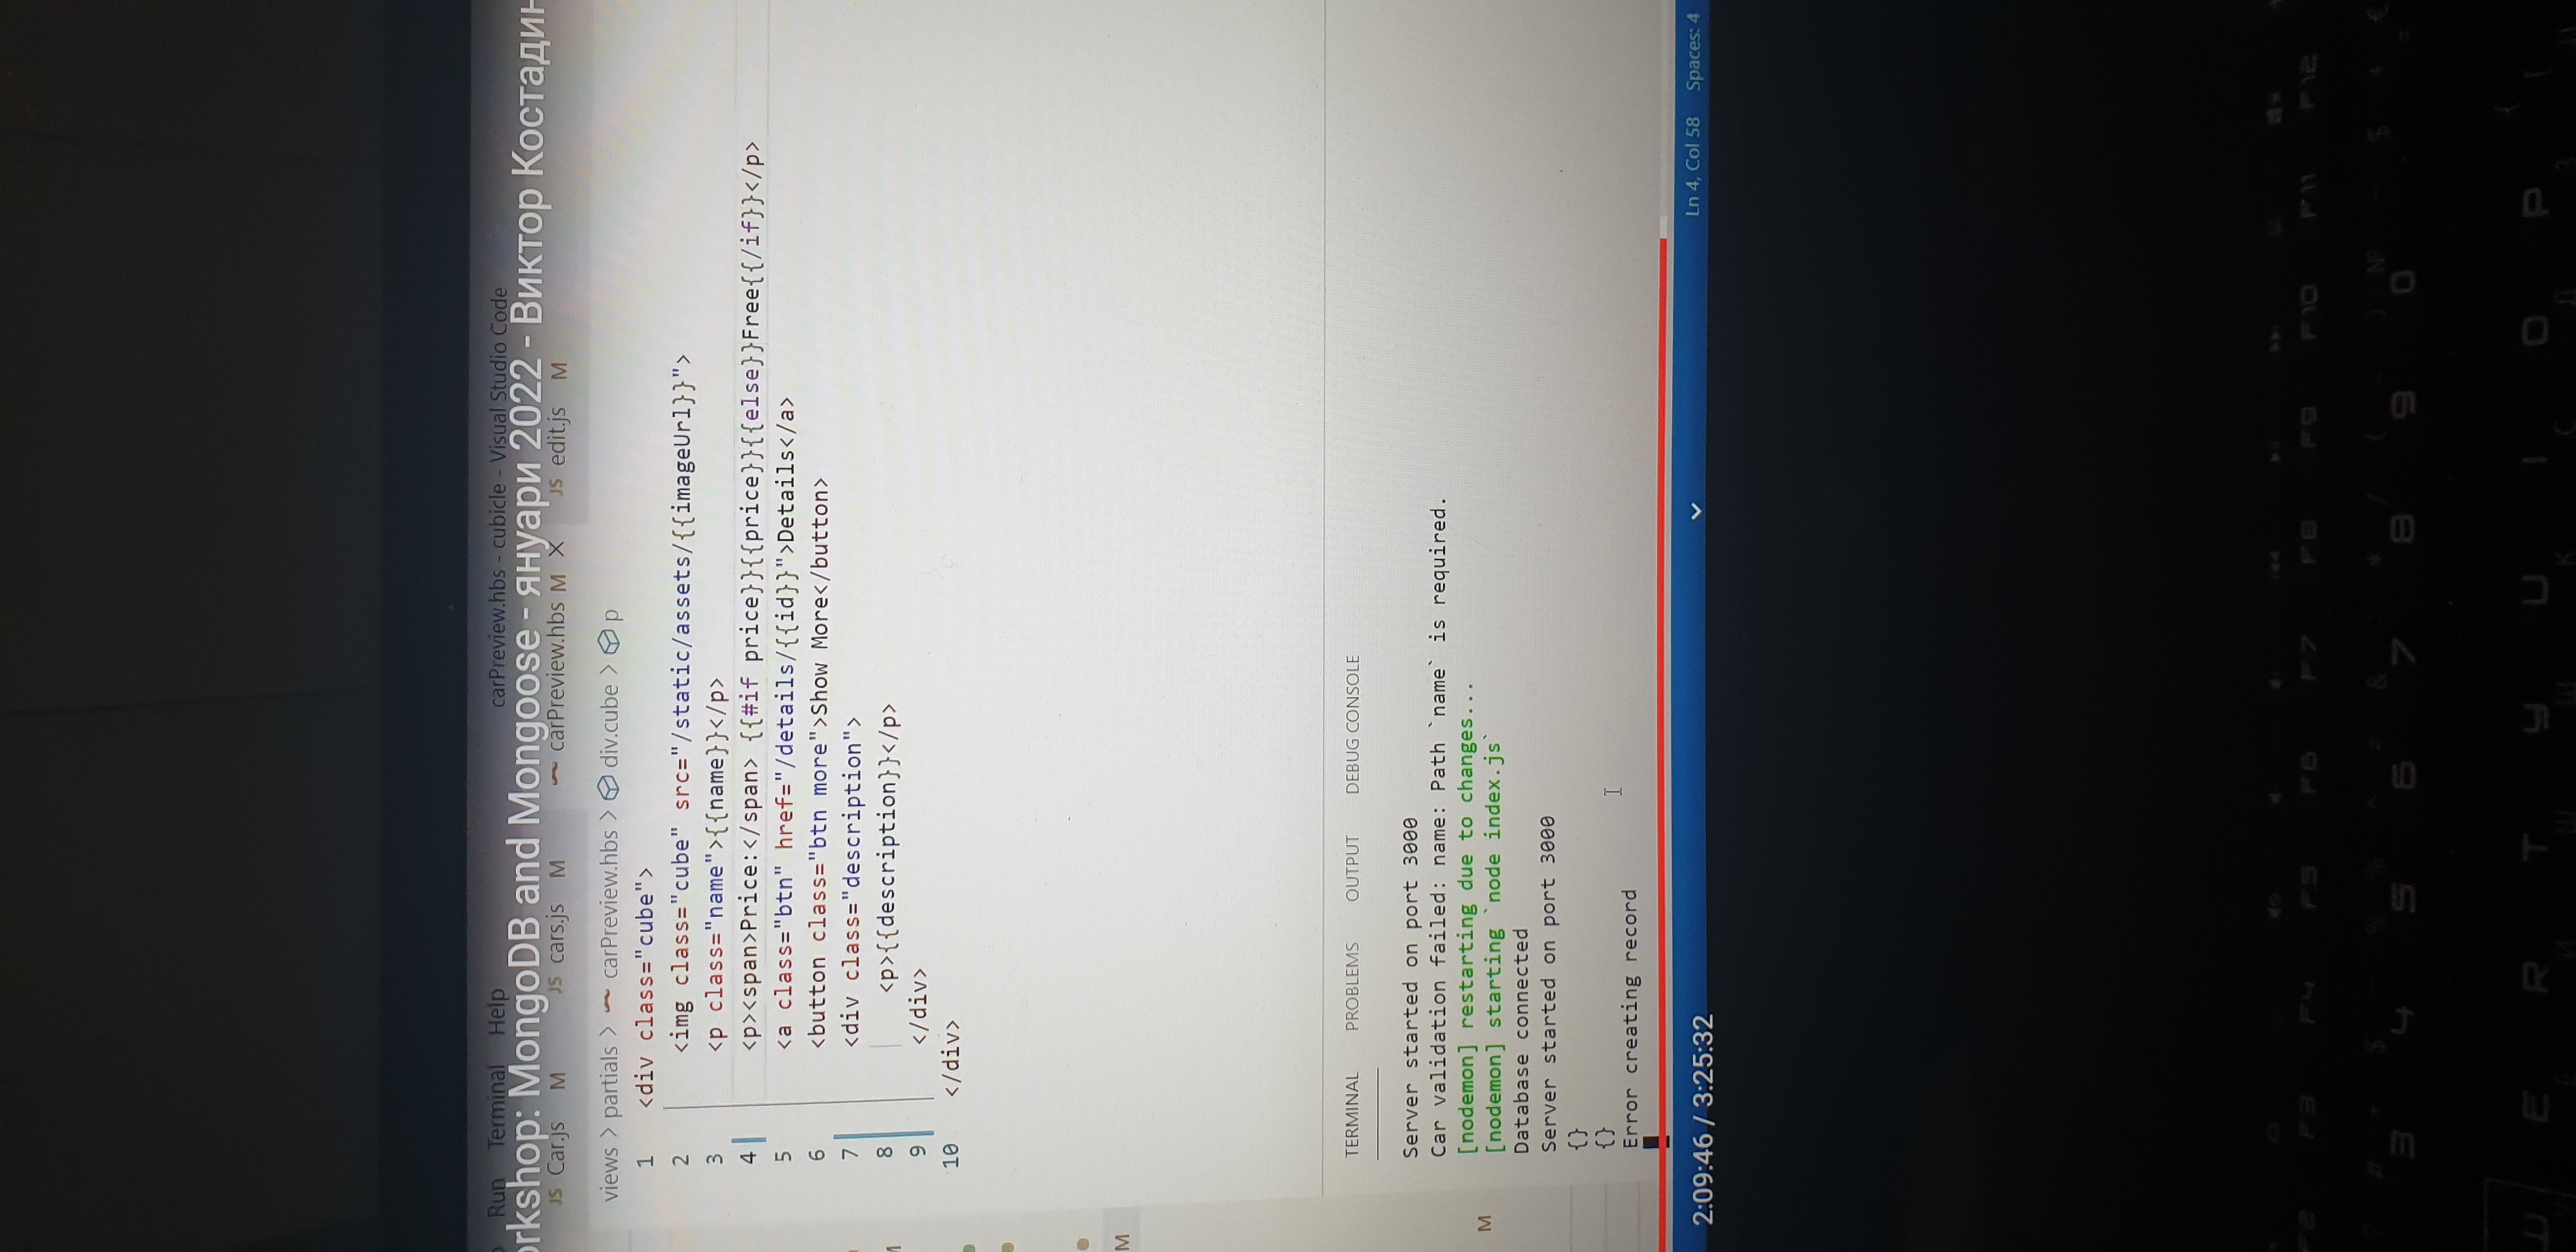 Run Terminal Help carPreview.hbs - cubicle - Visual Studio Code
orkshop: MongoDB and Mongoose - януари 2022 - Виктор Костадин
JS Car.js M JS cars.js M carPreview.hbs M JS edit.js M
views > partials > carPreview.hbs > div.cube > p
1 <div class="cube">
2 <img class="cube" src="/static/assets/{{imageUrl}}">
3 <p class="name">{{name}}</p>
4 <p><span>Price:</span> {{#if price}}{{price}}{{else}}Free{{/if}}</p>
5 <a class="btn" href="/details/{{id}}">Details</a>
6 <button class="btn more">Show More</button>
7 <div class="description">
8 <p>{{description}}</p>
9 </div>
10 </div>
M
TERMINAL PROBLEMS OUTPUT DEBUG CONSOLE
Server started on port 3000
Car validation failed: name: Path `name` is required.
[nodemon] restarting due to changes...
M
[nodemon] starting `node index.js`
Database connected
Server started on port 3000
{}
{}
Error creating record
2:09:46 / 3:25:32 Ln 4, Col 58 Spaces: 4
F2 F3 F4 F5 F6 F7 F8 F9 F10 F11 F12
3 4 5 6 7 8 9 0
E R T Y U I O P